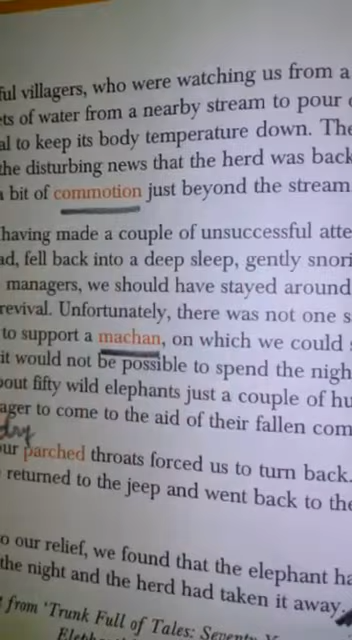 ful villagers, who were watching us from a
ts of water from a nearby stream to pour
al to keep its body temperature down. The
the disturbing news that the herd was back
a bit of commotion just beyond the stream
having made a couple of unsuccessful atte
ad, fell back into a deep sleep, gently snori
managers, we should have stayed around
revival. Unfortunately, there was not one s
to support a machan, on which we could
it would not be possible to spend the nigh
bout fifty wild elephants just a couple of hu
ager to come to the aid of their fallen com
dry
ur parched throats forced us to turn back.
returned to the jeep and went back to the
o our relief, we found that the elephant ha
the night and the herd had taken it away.
from 'Trunk Full of Tales: Seventy